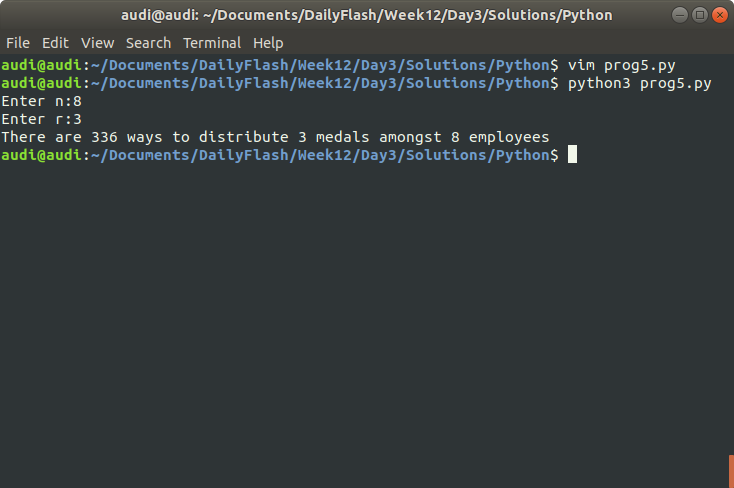 audi@audi: ~/Documents/DailyFlash/Week12/Day3/Solutions/Python
File Edit View Search Terminal Help
audi@audi:~/Documents/DailyFlash/Week12/Day3/Solutions/Python$ vim prog5.py
audi@audi:~/Documents/DailyFlash/Week12/Day3/Solutions/Python$ python3 prog5.py
Enter n:8
Enter r:3
There are 336 ways to distribute 3 medals amongst 8 employees
audi@audi:~/Documents/DailyFlash/Week12/Day3/Solutions/Python$